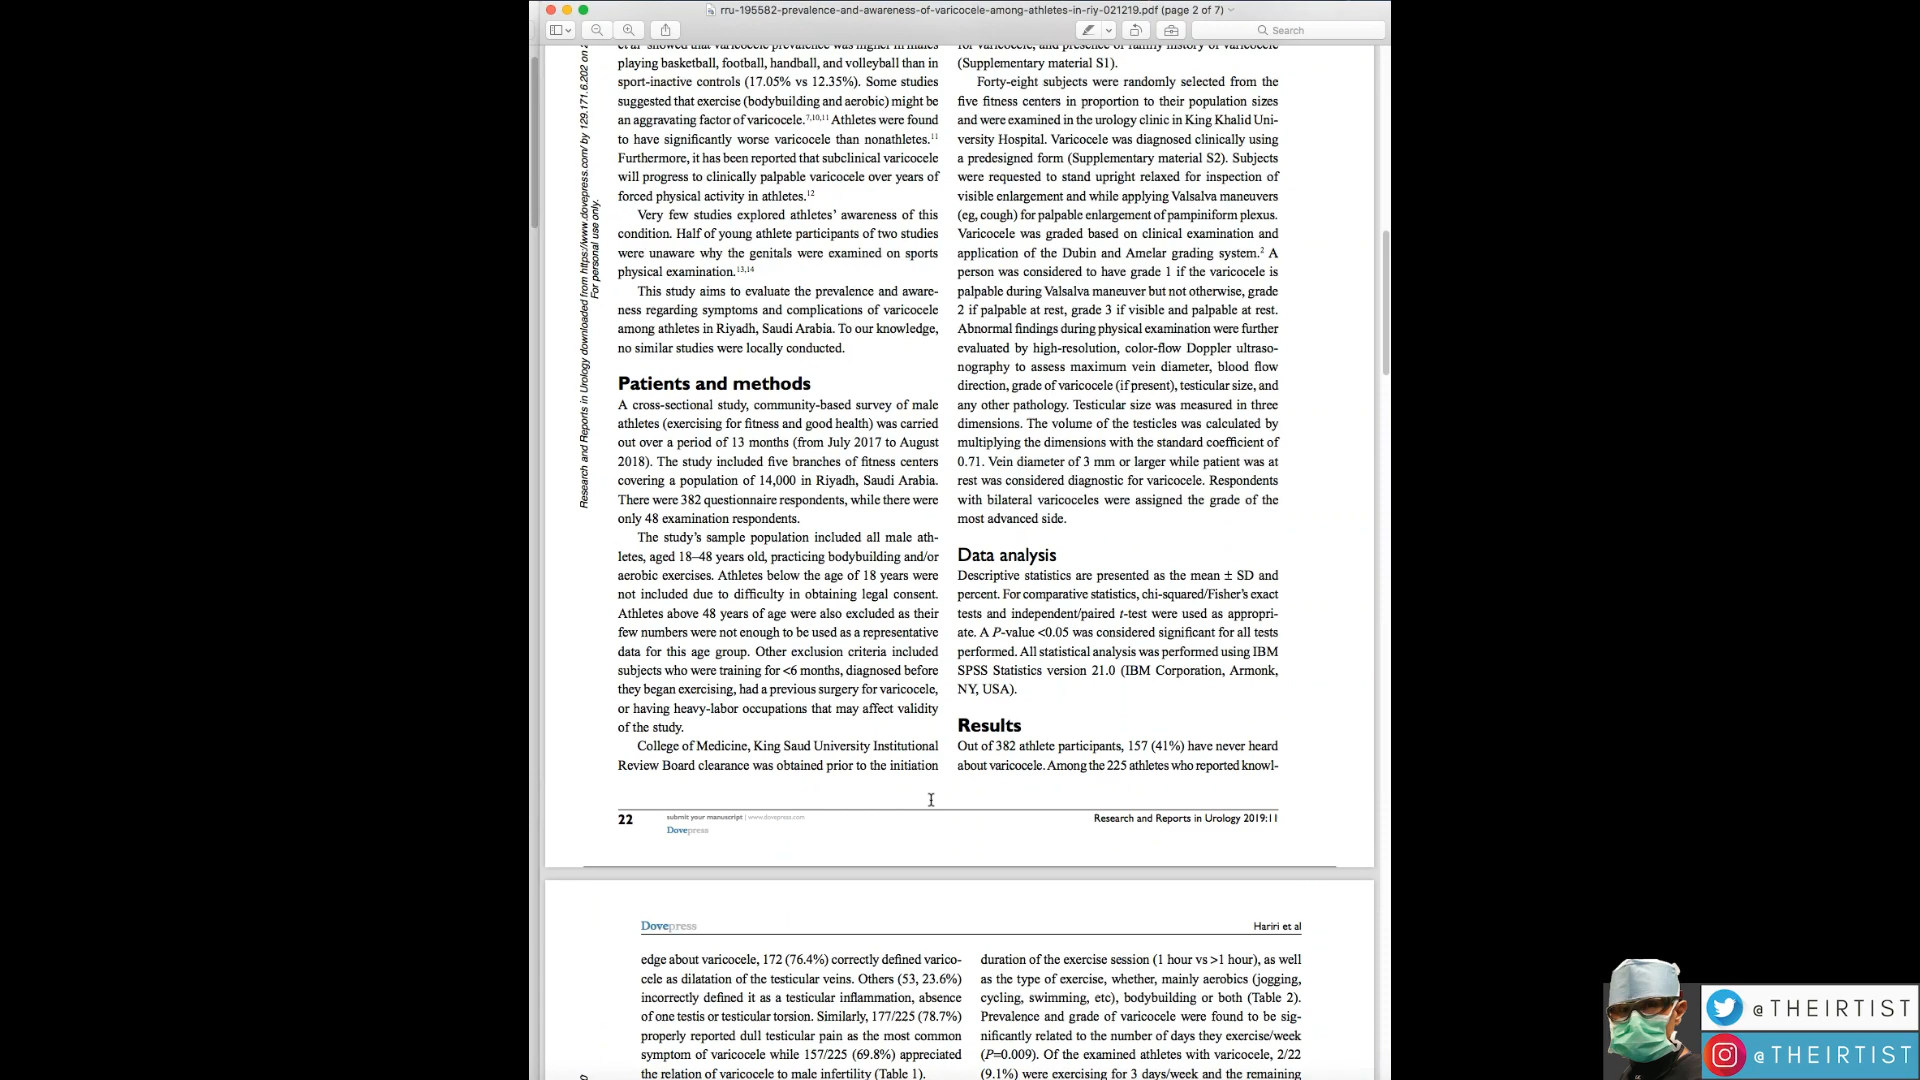 rru-195582-prevalence-and-awareness-of-varicocele-among-athletes-in-riy-021219.pdf (page 2 of 7)
Search
Research and Reports in Urology downloaded from https://www.dovepress.com/ by 129.171.6.202 on
For personal use only.
et al showed that varicocele prevalence was higher in males
playing basketball, football, handball, and volleyball than in
sport-inactive controls (17.05% vs 12.35%). Some studies
suggested that exercise (bodybuilding and aerobic) might be
an aggravating factor of varicocele.7,10,11 Athletes were found
to have significantly worse varicocele than nonathletes.11
Furthermore, it has been reported that subclinical varicocele
will progress to clinically palpable varicocele over years of
forced physical activity in athletes.12
Very few studies explored athletes’ awareness of this
condition. Half of young athlete participants of two studies
were unaware why the genitals were examined on sports
physical examination.13,14
This study aims to evaluate the prevalence and aware-
ness regarding symptoms and complications of varicocele
among athletes in Riyadh, Saudi Arabia. To our knowledge,
no similar studies were locally conducted.
Patients and methods
A cross-sectional study, community-based survey of male
athletes (exercising for fitness and good health) was carried
out over a period of 13 months (from July 2017 to August
2018). The study included five branches of fitness centers
covering a population of 14,000 in Riyadh, Saudi Arabia.
There were 382 questionnaire respondents, while there were
only 48 examination respondents.
The study’s sample population included all male ath-
letes, aged 18–48 years old, practicing bodybuilding and/or
aerobic exercises. Athletes below the age of 18 years were
not included due to difficulty in obtaining legal consent.
Athletes above 48 years of age were also excluded as their
few numbers were not enough to be used as a representative
data for this age group. Other exclusion criteria included
subjects who were training for <6 months, diagnosed before
they began exercising, had a previous surgery for varicocele,
or having heavy-labor occupations that may affect validity
of the study.
College of Medicine, King Saud University Institutional
Review Board clearance was obtained prior to the initiation
for varicocele, and presence of family history of varicocele
(Supplementary material S1).
Forty-eight subjects were randomly selected from the
five fitness centers in proportion to their population sizes
and were examined in the urology clinic in King Khalid Uni-
versity Hospital. Varicocele was diagnosed clinically using
a predesigned form (Supplementary material S2). Subjects
were requested to stand upright relaxed for inspection of
visible enlargement and while applying Valsalva maneuvers
(eg, cough) for palpable enlargement of pampiniform plexus.
Varicocele was graded based on clinical examination and
application of the Dubin and Amelar grading system.2 A
person was considered to have grade 1 if the varicocele is
palpable during Valsalva maneuver but not otherwise, grade
2 if palpable at rest, grade 3 if visible and palpable at rest.
Abnormal findings during physical examination were further
evaluated by high-resolution, color-flow Doppler ultraso-
nography to assess maximum vein diameter, blood flow
direction, grade of varicocele (if present), testicular size, and
any other pathology. Testicular size was measured in three
dimensions. The volume of the testicles was calculated by
multiplying the dimensions with the standard coefficient of
0.71. Vein diameter of 3 mm or larger while patient was at
rest was considered diagnostic for varicocele. Respondents
with bilateral varicoceles were assigned the grade of the
most advanced side.
Data analysis
Descriptive statistics are presented as the mean ± SD and
percent. For comparative statistics, chi-squared/Fisher’s exact
tests and independent/paired t-test were used as appropri-
ate. A P-value <0.05 was considered significant for all tests
performed. All statistical analysis was performed using IBM
SPSS Statistics version 21.0 (IBM Corporation, Armonk,
NY, USA).
Results
Out of 382 athlete participants, 157 (41%) have never heard
about varicocele. Among the 225 athletes who reported knowl-
22
submit your manuscript | www.dovepress.com
Dovepress
Research and Reports in Urology 2019:11
Dovepress
Hariri et al
edge about varicocele, 172 (76.4%) correctly defined varico-
cele as dilatation of the testicular veins. Others (53, 23.6%)
incorrectly defined it as a testicular inflammation, absence
of one testis or testicular torsion. Similarly, 177/225 (78.7%)
properly reported dull testicular pain as the most common
symptom of varicocele while 157/225 (69.8%) appreciated
the relation of varicocele to male infertility (Table 1).
duration of the exercise session (1 hour vs >1 hour), as well
as the type of exercise, whether, mainly aerobics (jogging,
cycling, swimming, etc), bodybuilding or both (Table 2).
Prevalence and grade of varicocele were found to be sig-
nificantly related to the number of days they exercise/week
(P=0.009). Of the examined athletes with varicocele, 2/22
(9.1%) were exercising for 3 days/week and the remaining
@THEIRTIST
@THEIRTIST